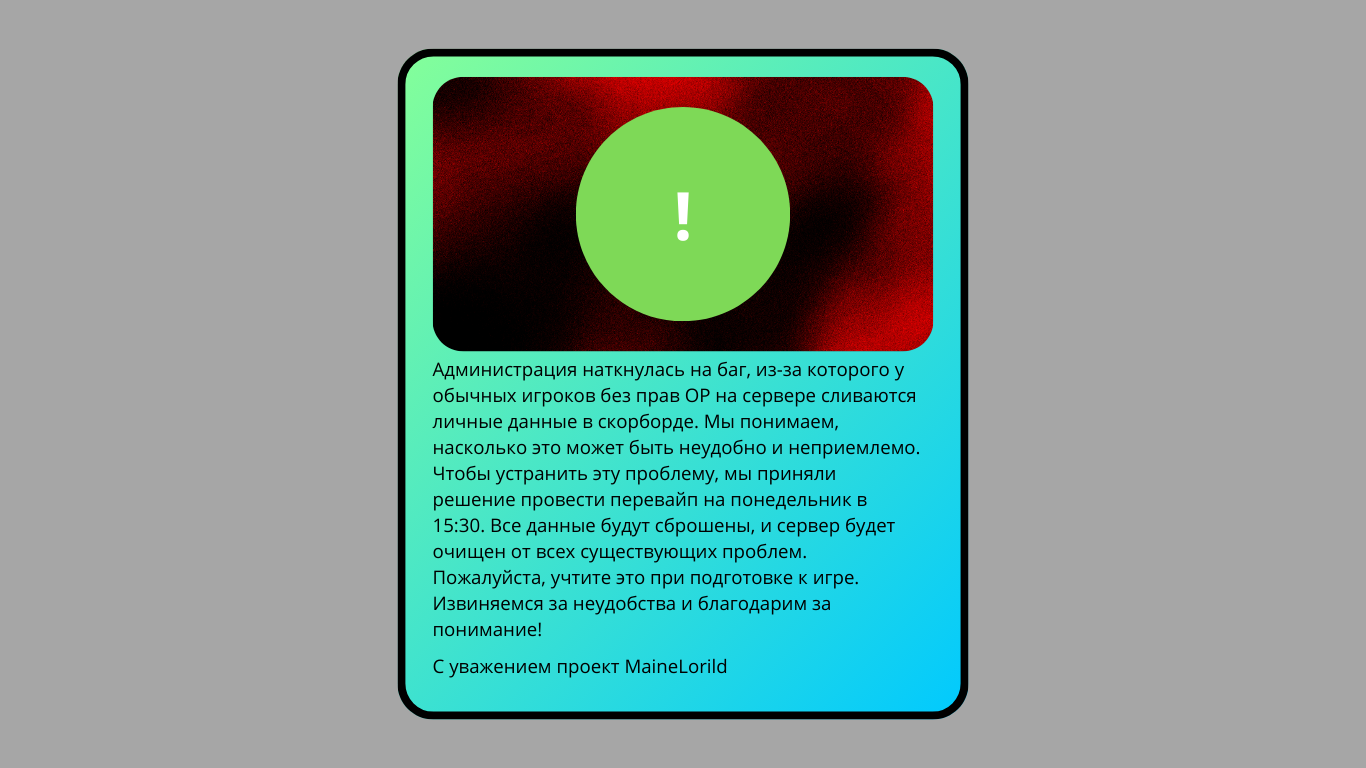 !
Администрация наткнулась на баг, из-за которого у
обычных игроков без прав OP на сервере сливаются
личные данные в скорборде. Мы понимаем,
насколько это может быть неудобно и неприемлемо.
Чтобы устранить эту проблему, мы приняли
решение провести перевайп на понедельник в
15:30. Все данные будут сброшены, и сервер будет
очищен от всех существующих проблем.
Пожалуйста, учтите это при подготовке к игре.
Извиняемся за неудобства и благодарим за
понимание!
С уважением проект MaineLorild